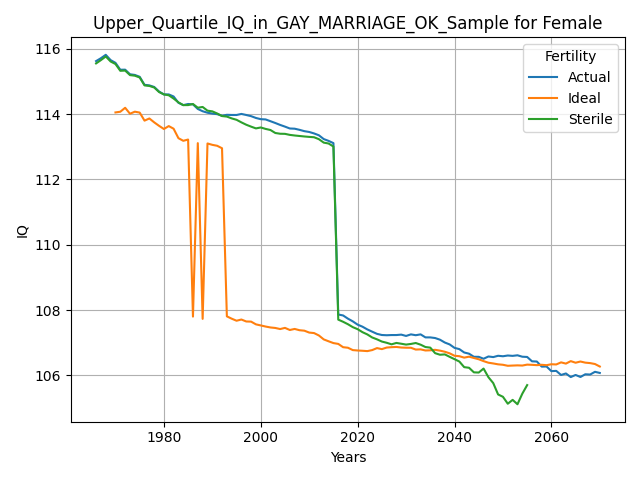 Upper_Quartile_IQ_in_GAY_MARRIAGE_OK_Sample for Female
116
114
112
110
108
106
IQ
Fertility
Actual
Ideal
Sterile
1980
2000
2020
2040
2060
Years